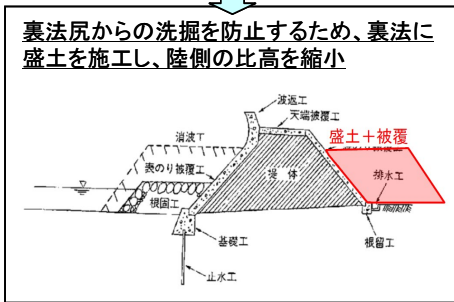 裏法尻からの洗掘を防止するため、裏法に
盛土を施工し、陸側の比高を縮小
波返工
天端被覆工
消波工
盛土+被覆
表のり被覆工
堤体
排水工
根固工
基礎工
根留工
止水工